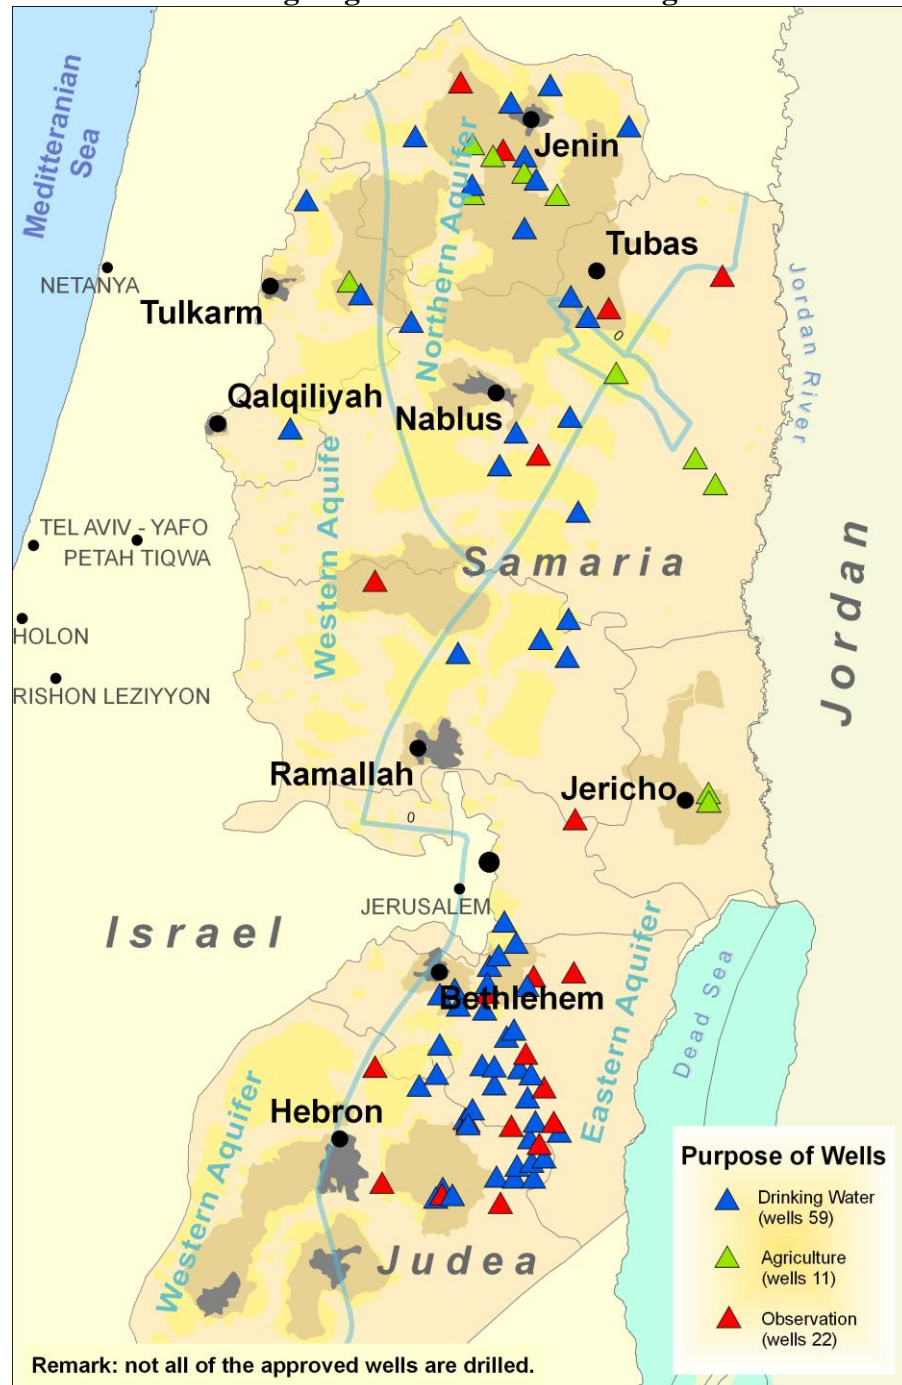 Mediterranian
Sea
Jenin
Northern Aquifer
Tubas
NETANYA
Tulkarm
Jordan River
0
Qalqiliyah
Nablus
Western Aquife
TEL AVIV - YAFO
PETAH TIQWA
Samaria
Jordan
HOLON
RISHON LEZIYYON
Ramallah
Jericho
0
JERUSALEM
Israel
Bethlehem
Eastern Aquifer
Dead Sea
Hebron
Western Aquifer
Judea
Purpose of Wells
Drinking Water
(wells 59)
Agriculture
(wells 11)
Observation
(wells 22)
Remark: not all of the approved wells are drilled.